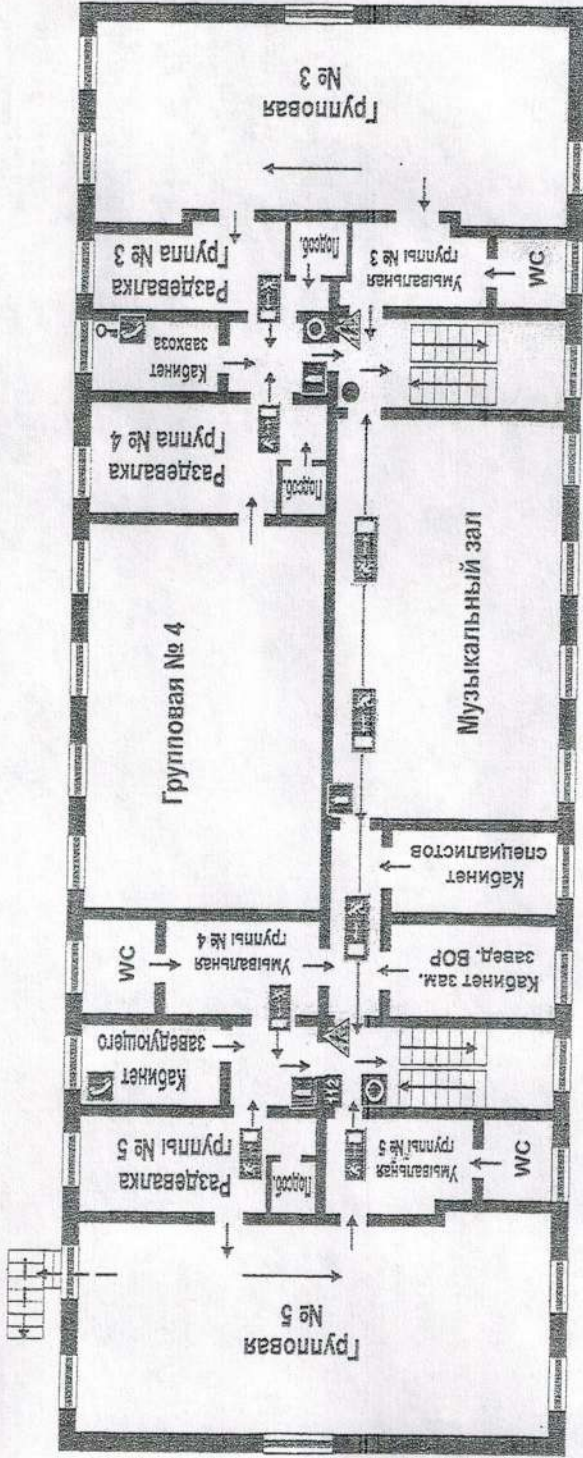 Групповая
№ 3
Раздевалка
Группа № 3
Подсоб.
Умывальная
группы № 3
WC
Кабинет
завхоза
Раздевалка
Группа № 4
Подсоб.
Групповая № 4
Музыкальный зал
Кабинет
специалистов
WC
Умывальная
группы № 4
Кабинет зам.
завед. ВОР
Кабинет
заведующего
112
Раздевалка
группы № 5
Подсоб.
Умывальная
группы № 5
WC
Групповая
№ 5